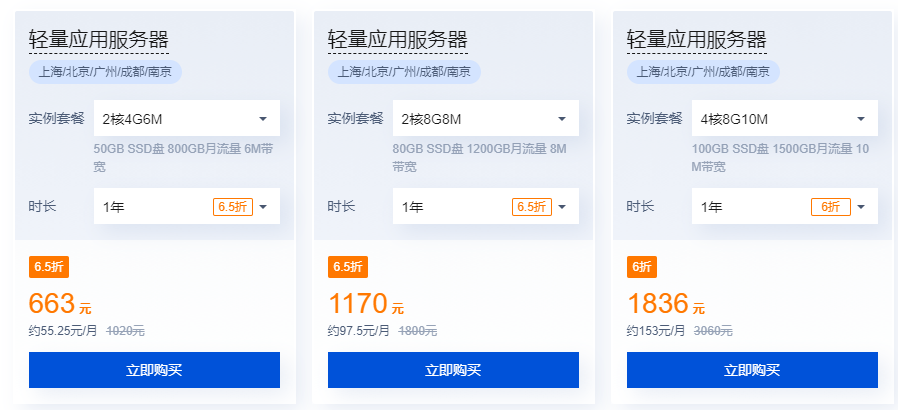 轻量应用服务器
上海/北京/广州/成都/南京
实例套餐
2核4G6M
50GB SSD盘 800GB月流量 6M带
宽
时长
1年
6.5折
6.5折
663 元
约55.25元/月 1020元
立即购买
轻量应用服务器
上海/北京/广州/成都/南京
实例套餐
2核8G8M
80GB SSD盘 1200GB月流量 8M
带宽
时长
1年
6.5折
6.5折
1170 元
约97.5元/月 1800元
立即购买
轻量应用服务器
上海/北京/广州/成都/南京
实例套餐
4核8G10M
100GB SSD盘 1500GB月流量 10
M带宽
时长
1年
6折
6折
1836 元
约153元/月 3060元
立即购买